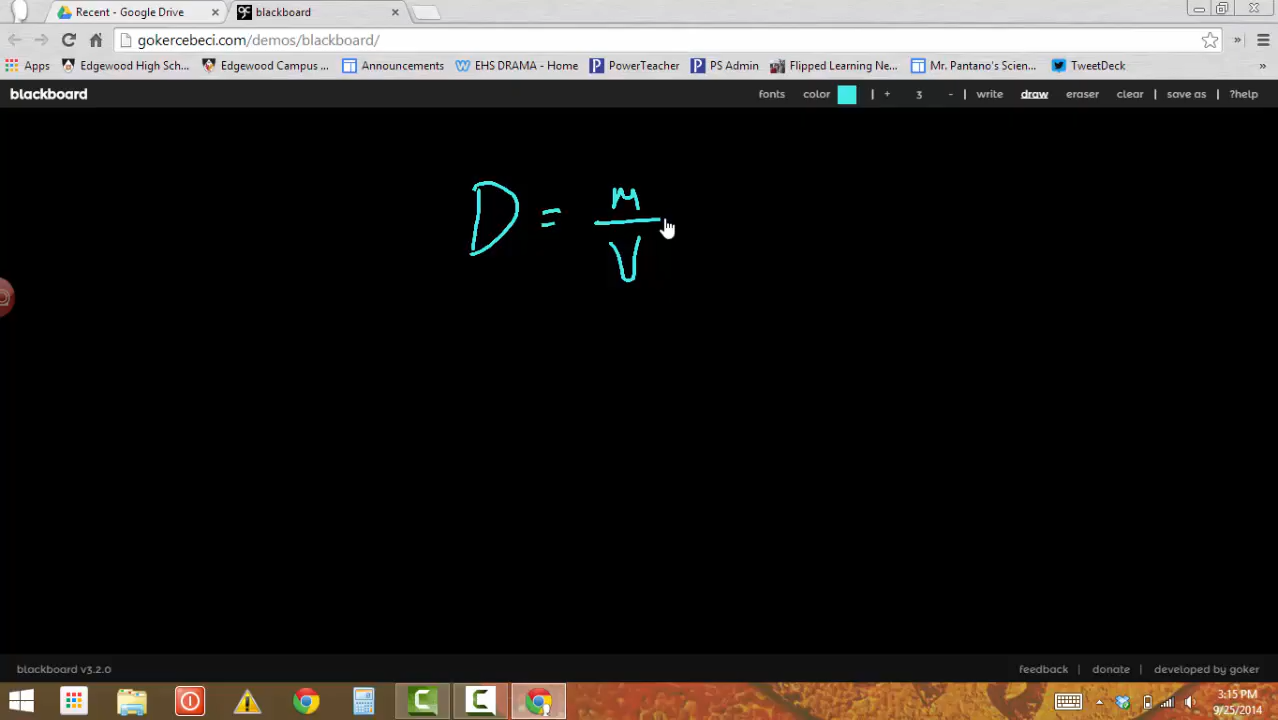 Recent - Google Drive
blackboard
gokercebeci.com/demos/blackboard/
Apps Edgewood High Sch... Edgewood Campus ... Announcements EHS DRAMA - Home PowerTeacher PS Admin Flipped Learning Ne... Mr. Pantano's Scien... TweetDeck »
blackboard fonts color | + 3 - | write draw eraser clear | save as | ?help
D = M
V
blackboard v3.2.0 feedback | donate | developed by goker
3:15 PM
9/25/2014